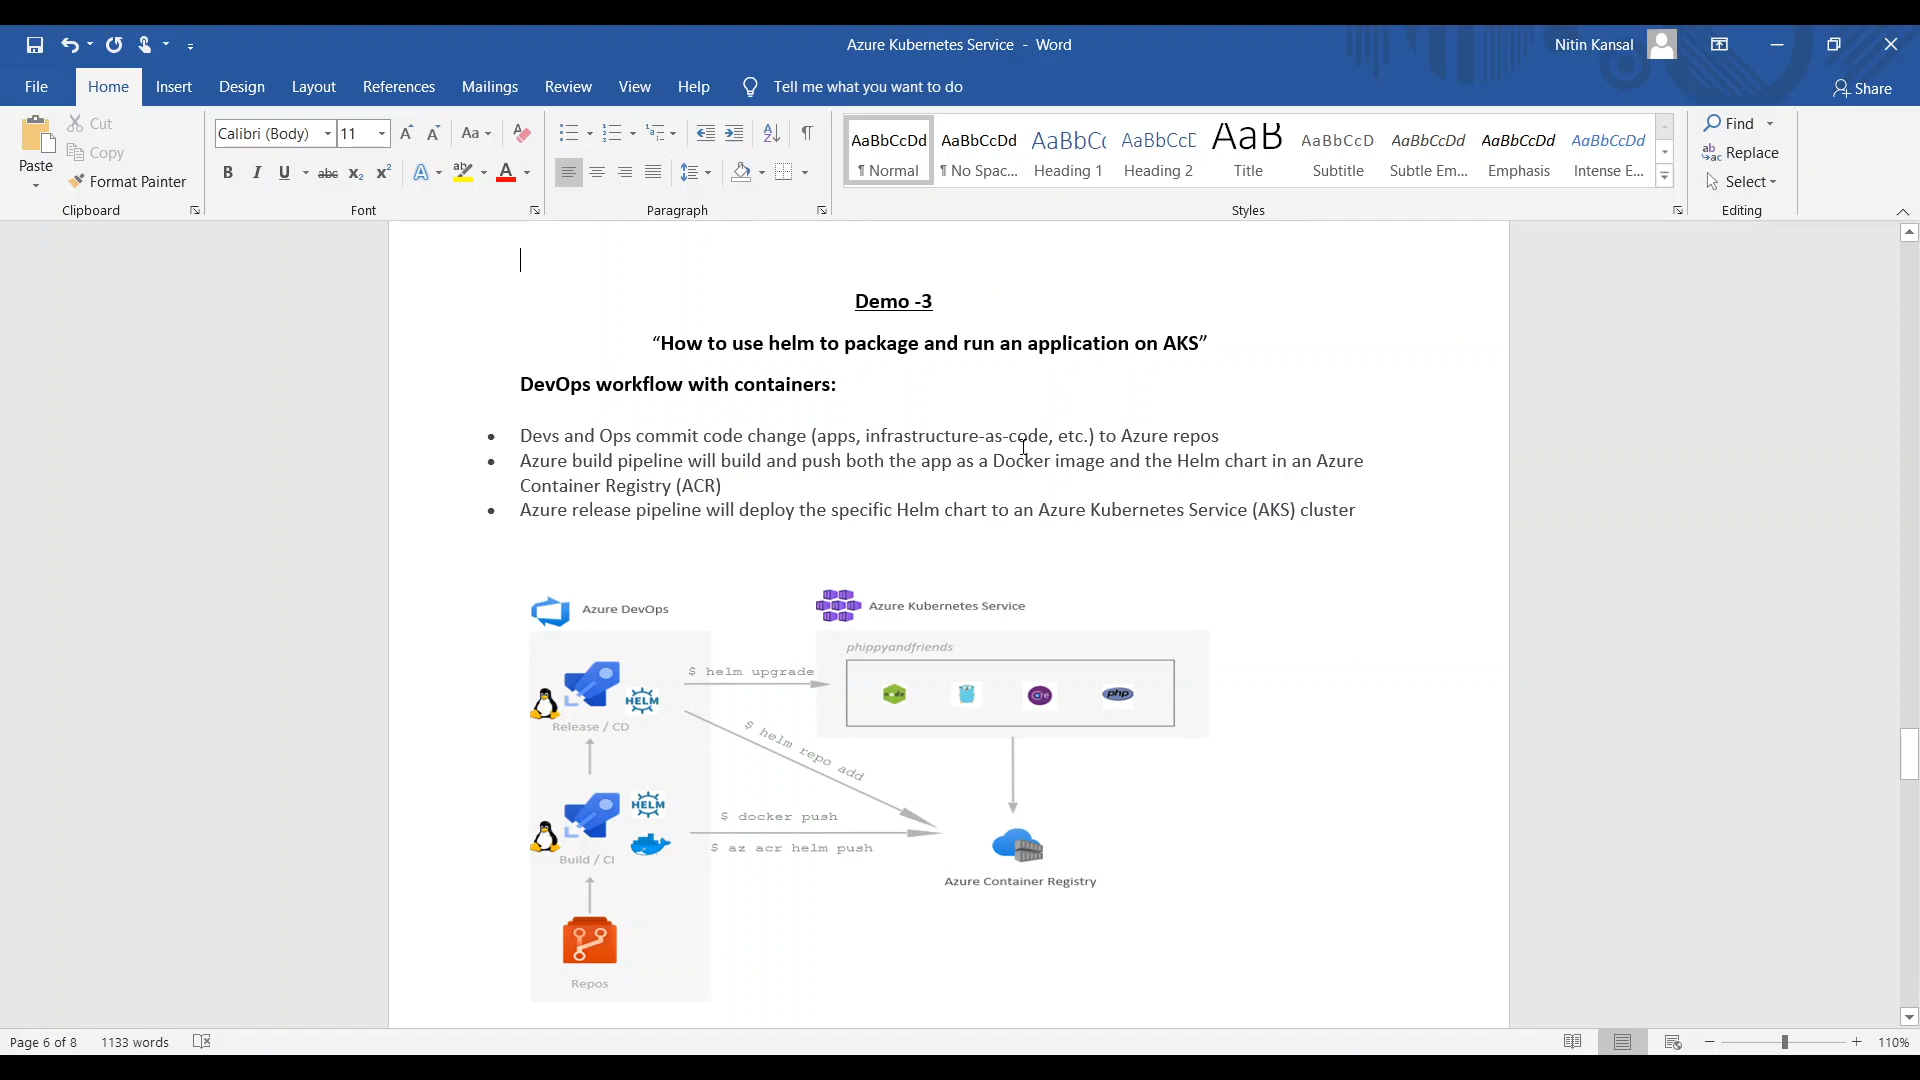 Azure Kubernetes Service - Word
Nitin Kansal
File Home Insert Design Layout References Mailings Review View Help Tell me what you want to do
Share
Paste
Cut
Copy
Format Painter
Clipboard
Calibri (Body) 11
Font
Paragraph
AaBbCcDd AaBbCcDd AaBbCc AaBbCcD AaB AaBbCcD AaBbCcDd AaBbCcDd AaBbCcDd
¶ Normal ¶ No Spac... Heading 1 Heading 2 Title Subtitle Subtle Em... Emphasis Intense E...
Styles
Find
Replace
Select
Editing
Demo -3
“How to use helm to package and run an application on AKS”
DevOps workflow with containers:
• Devs and Ops commit code change (apps, infrastructure-as-code, etc.) to Azure repos
• Azure build pipeline will build and push both the app as a Docker image and the Helm chart in an Azure
Container Registry (ACR)
• Azure release pipeline will deploy the specific Helm chart to an Azure Kubernetes Service (AKS) cluster
Azure DevOps
Azure Kubernetes Service
phippyandfriends
$ helm upgrade
node
php
HELM
Release / CD
$ helm repo add
HELM
$ docker push
$ az acr helm push
Build / CI
Azure Container Registry
Repos
Page 6 of 8 1133 words
110%